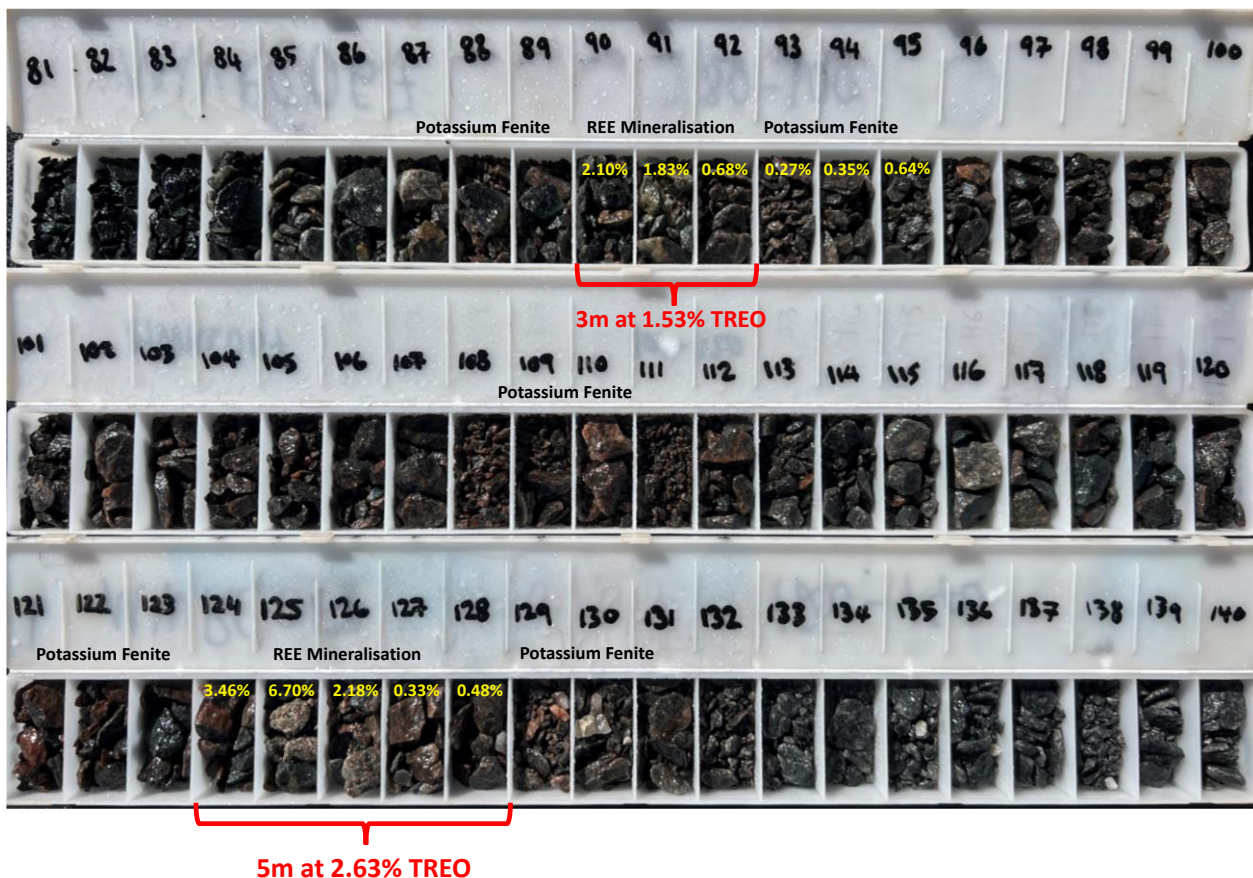 81 82 83 84 85 86 87 88 89 90 91 92 93 94 95 96 97 98 99 100
Potassium Fenite REE Mineralisation Potassium Fenite
2.10% 1.83% 0.68% 0.27% 0.35% 0.64%
3m at 1.53% TREO
101 102 103 104 105 106 107 108 109 110 111 112 113 114 115 116 117 118 119 120
Potassium Fenite
121 122 123 124 125 126 127 128 129 130 131 132 133 134 135 136 137 138 139 140
Potassium Fenite REE Mineralisation Potassium Fenite
3.46% 6.70% 2.18% 0.33% 0.48%
5m at 2.63% TREO